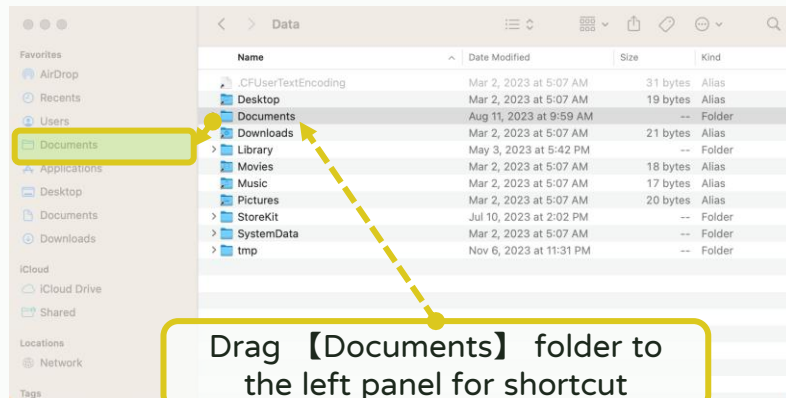 Data
Favorites
AirDrop
Recents
Users
Documents
Applications
Desktop
Documents
Downloads
iCloud
iCloud Drive
Shared
Locations
Network
Tags
Name Date Modified Size Kind
.CFUserTextEncoding Mar 2, 2023 at 5:07 AM 31 bytes Alias
Desktop Mar 2, 2023 at 5:07 AM 19 bytes Alias
Documents Aug 11, 2023 at 9:59 AM -- Folder
Downloads Mar 2, 2023 at 5:07 AM 21 bytes Alias
Library May 3, 2023 at 5:42 PM -- Folder
Movies Mar 2, 2023 at 5:07 AM 18 bytes Alias
Music Mar 2, 2023 at 5:07 AM 17 bytes Alias
Pictures Mar 2, 2023 at 5:07 AM 20 bytes Alias
StoreKit Jul 10, 2023 at 2:02 PM -- Folder
SystemData Mar 2, 2023 at 5:07 AM -- Folder
tmp Nov 6, 2023 at 11:31 PM -- Folder
Drag 【Documents】 folder to
the left panel for shortcut